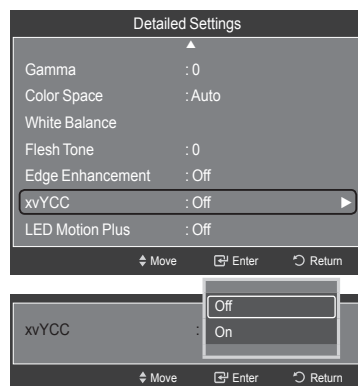 Detailed Settings
▲
Gamma : 0
Color Space : Auto
White Balance
Flesh Tone : 0
Edge Enhancement : Off
xvYCC : Off ►
LED Motion Plus : Off
Move Enter Return
xvYCC :
Off
On
Move Enter Return